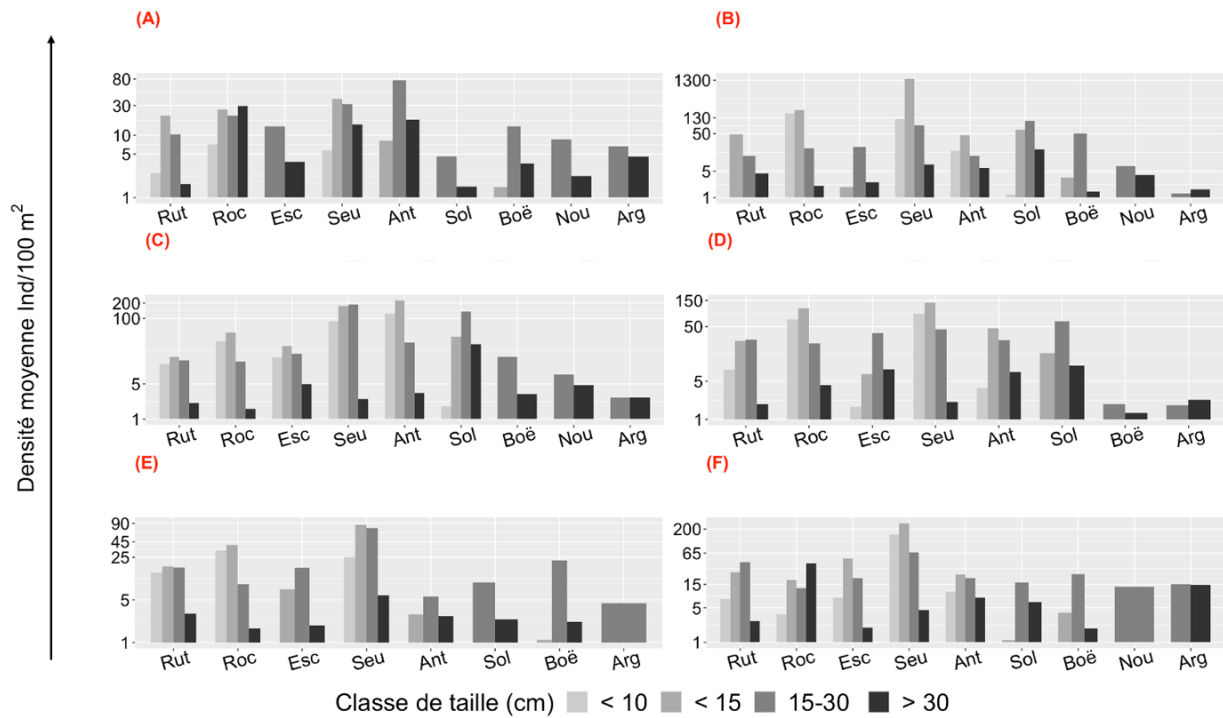 (A) (B)
Densité moyenne Ind/100 m²
80
30
10
5
1
Rut Roc Esc Seu Ant Sol Boë Nou Arg
1300
130
50
5
1
Rut Roc Esc Seu Ant Sol Boë Nou Arg
(C) (D)
200
100
5
1
Rut Roc Esc Seu Ant Sol Boë Nou Arg
150
50
5
1
Rut Roc Esc Seu Ant Sol Boë Arg
(E) (F)
90
45
25
5
1
Rut Roc Esc Seu Ant Sol Boë Arg
200
65
15
5
1
Rut Roc Esc Seu Ant Sol Boë Nou Arg
Classe de taille (cm) < 10 < 15 15-30 > 30